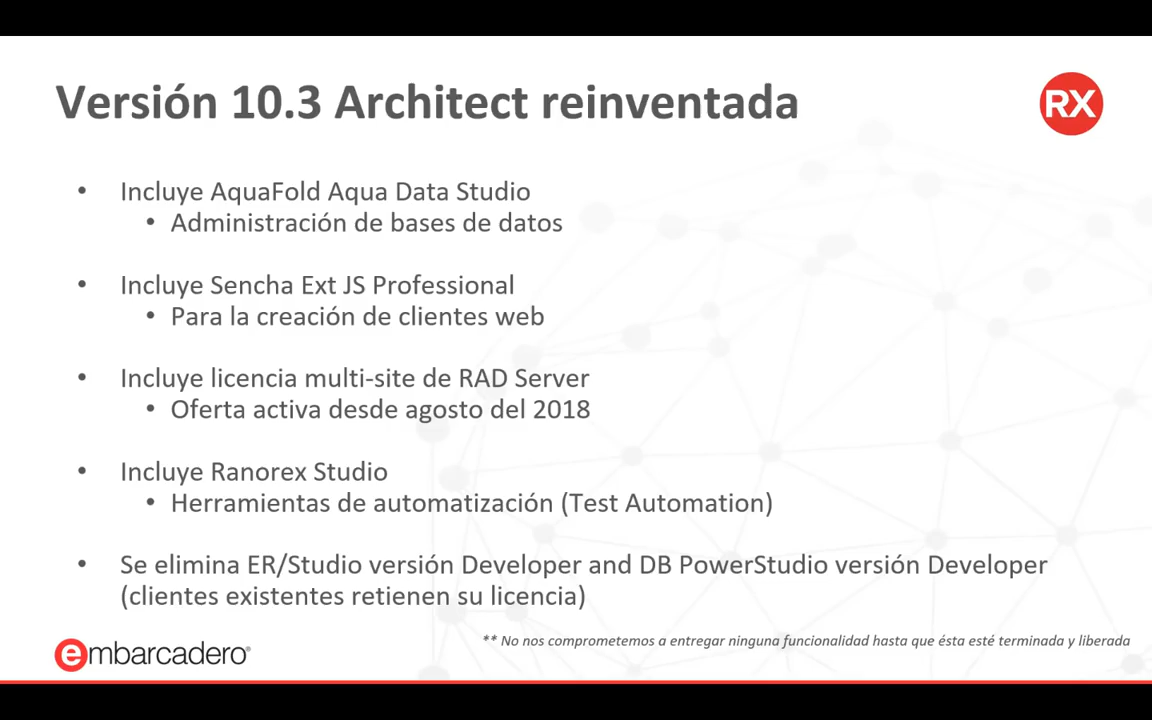 Versión 10.3 Architect reinventada
RX
• Incluye AquaFold Aqua Data Studio
• Administración de bases de datos
• Incluye Sencha Ext JS Professional
• Para la creación de clientes web
• Incluye licencia multi-site de RAD Server
• Oferta activa desde agosto del 2018
• Incluye Ranorex Studio
• Herramientas de automatización (Test Automation)
• Se elimina ER/Studio versión Developer and DB PowerStudio versión Developer
(clientes existentes retienen su licencia)
** No nos comprometemos a entregar ninguna funcionalidad hasta que ésta esté terminada y liberada
embarcadero®